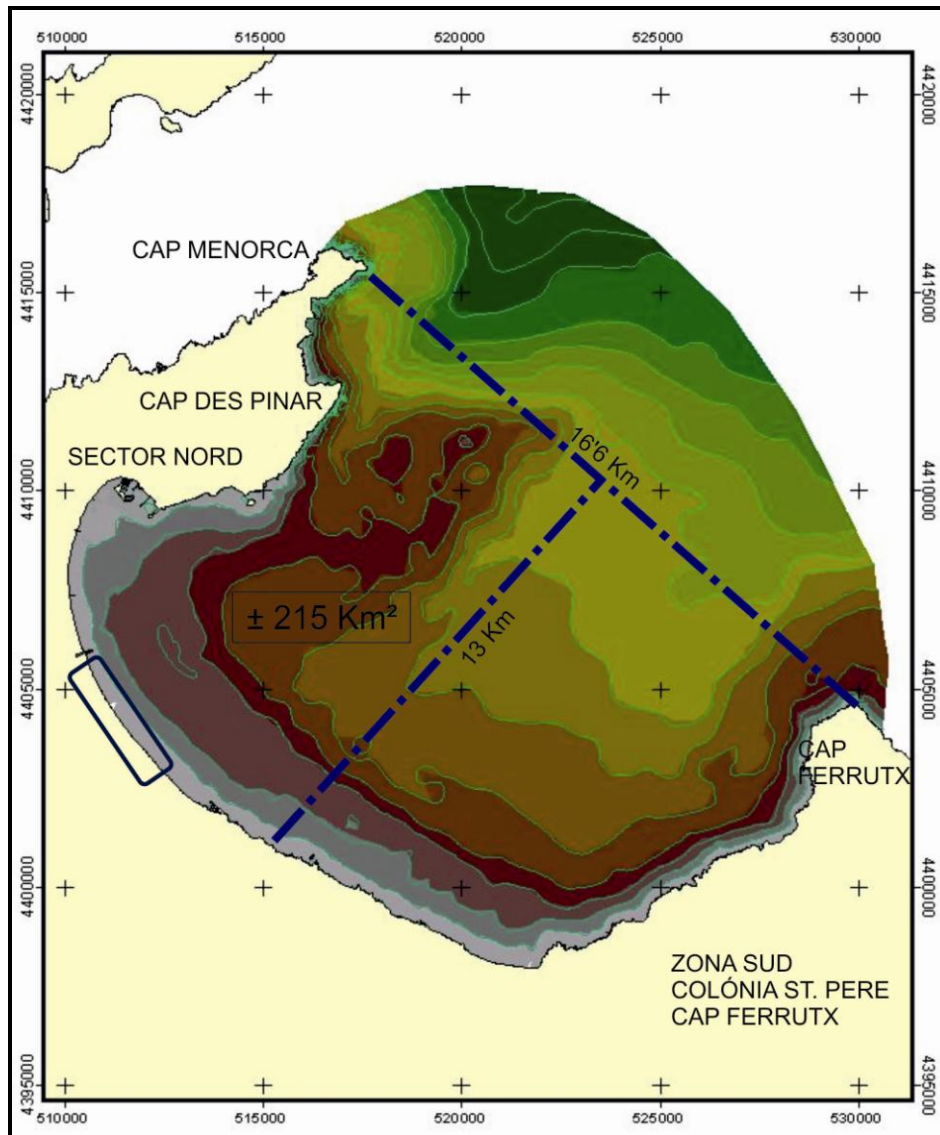 510000 515000 520000 525000 530000
4420000 4420000
CAP MENORCA
4415000 4415000
CAP DES PINAR
SECTOR NORD
16'6 Km
4410000 4410000
± 215 Km²
13 Km
4405000 4405000
CAP
FERRUTX
4400000 4400000
ZONA SUD
COLÓNIA ST. PERE
CAP FERRUTX
4395000 4395000
510000 515000 520000 525000 530000